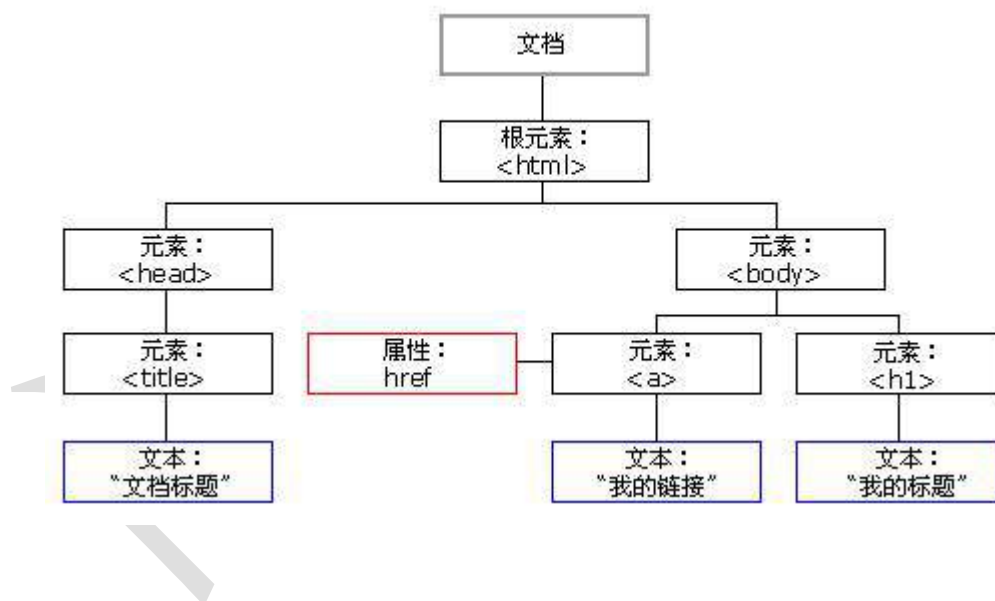 文档
根元素：
<html>
元素：
<head>
元素：
<body>
元素：
<title>
属性：
href
元素：
<a>
元素：
<h1>
文本：
“文档标题”
文本：
“我的链接”
文本：
“我的标题”